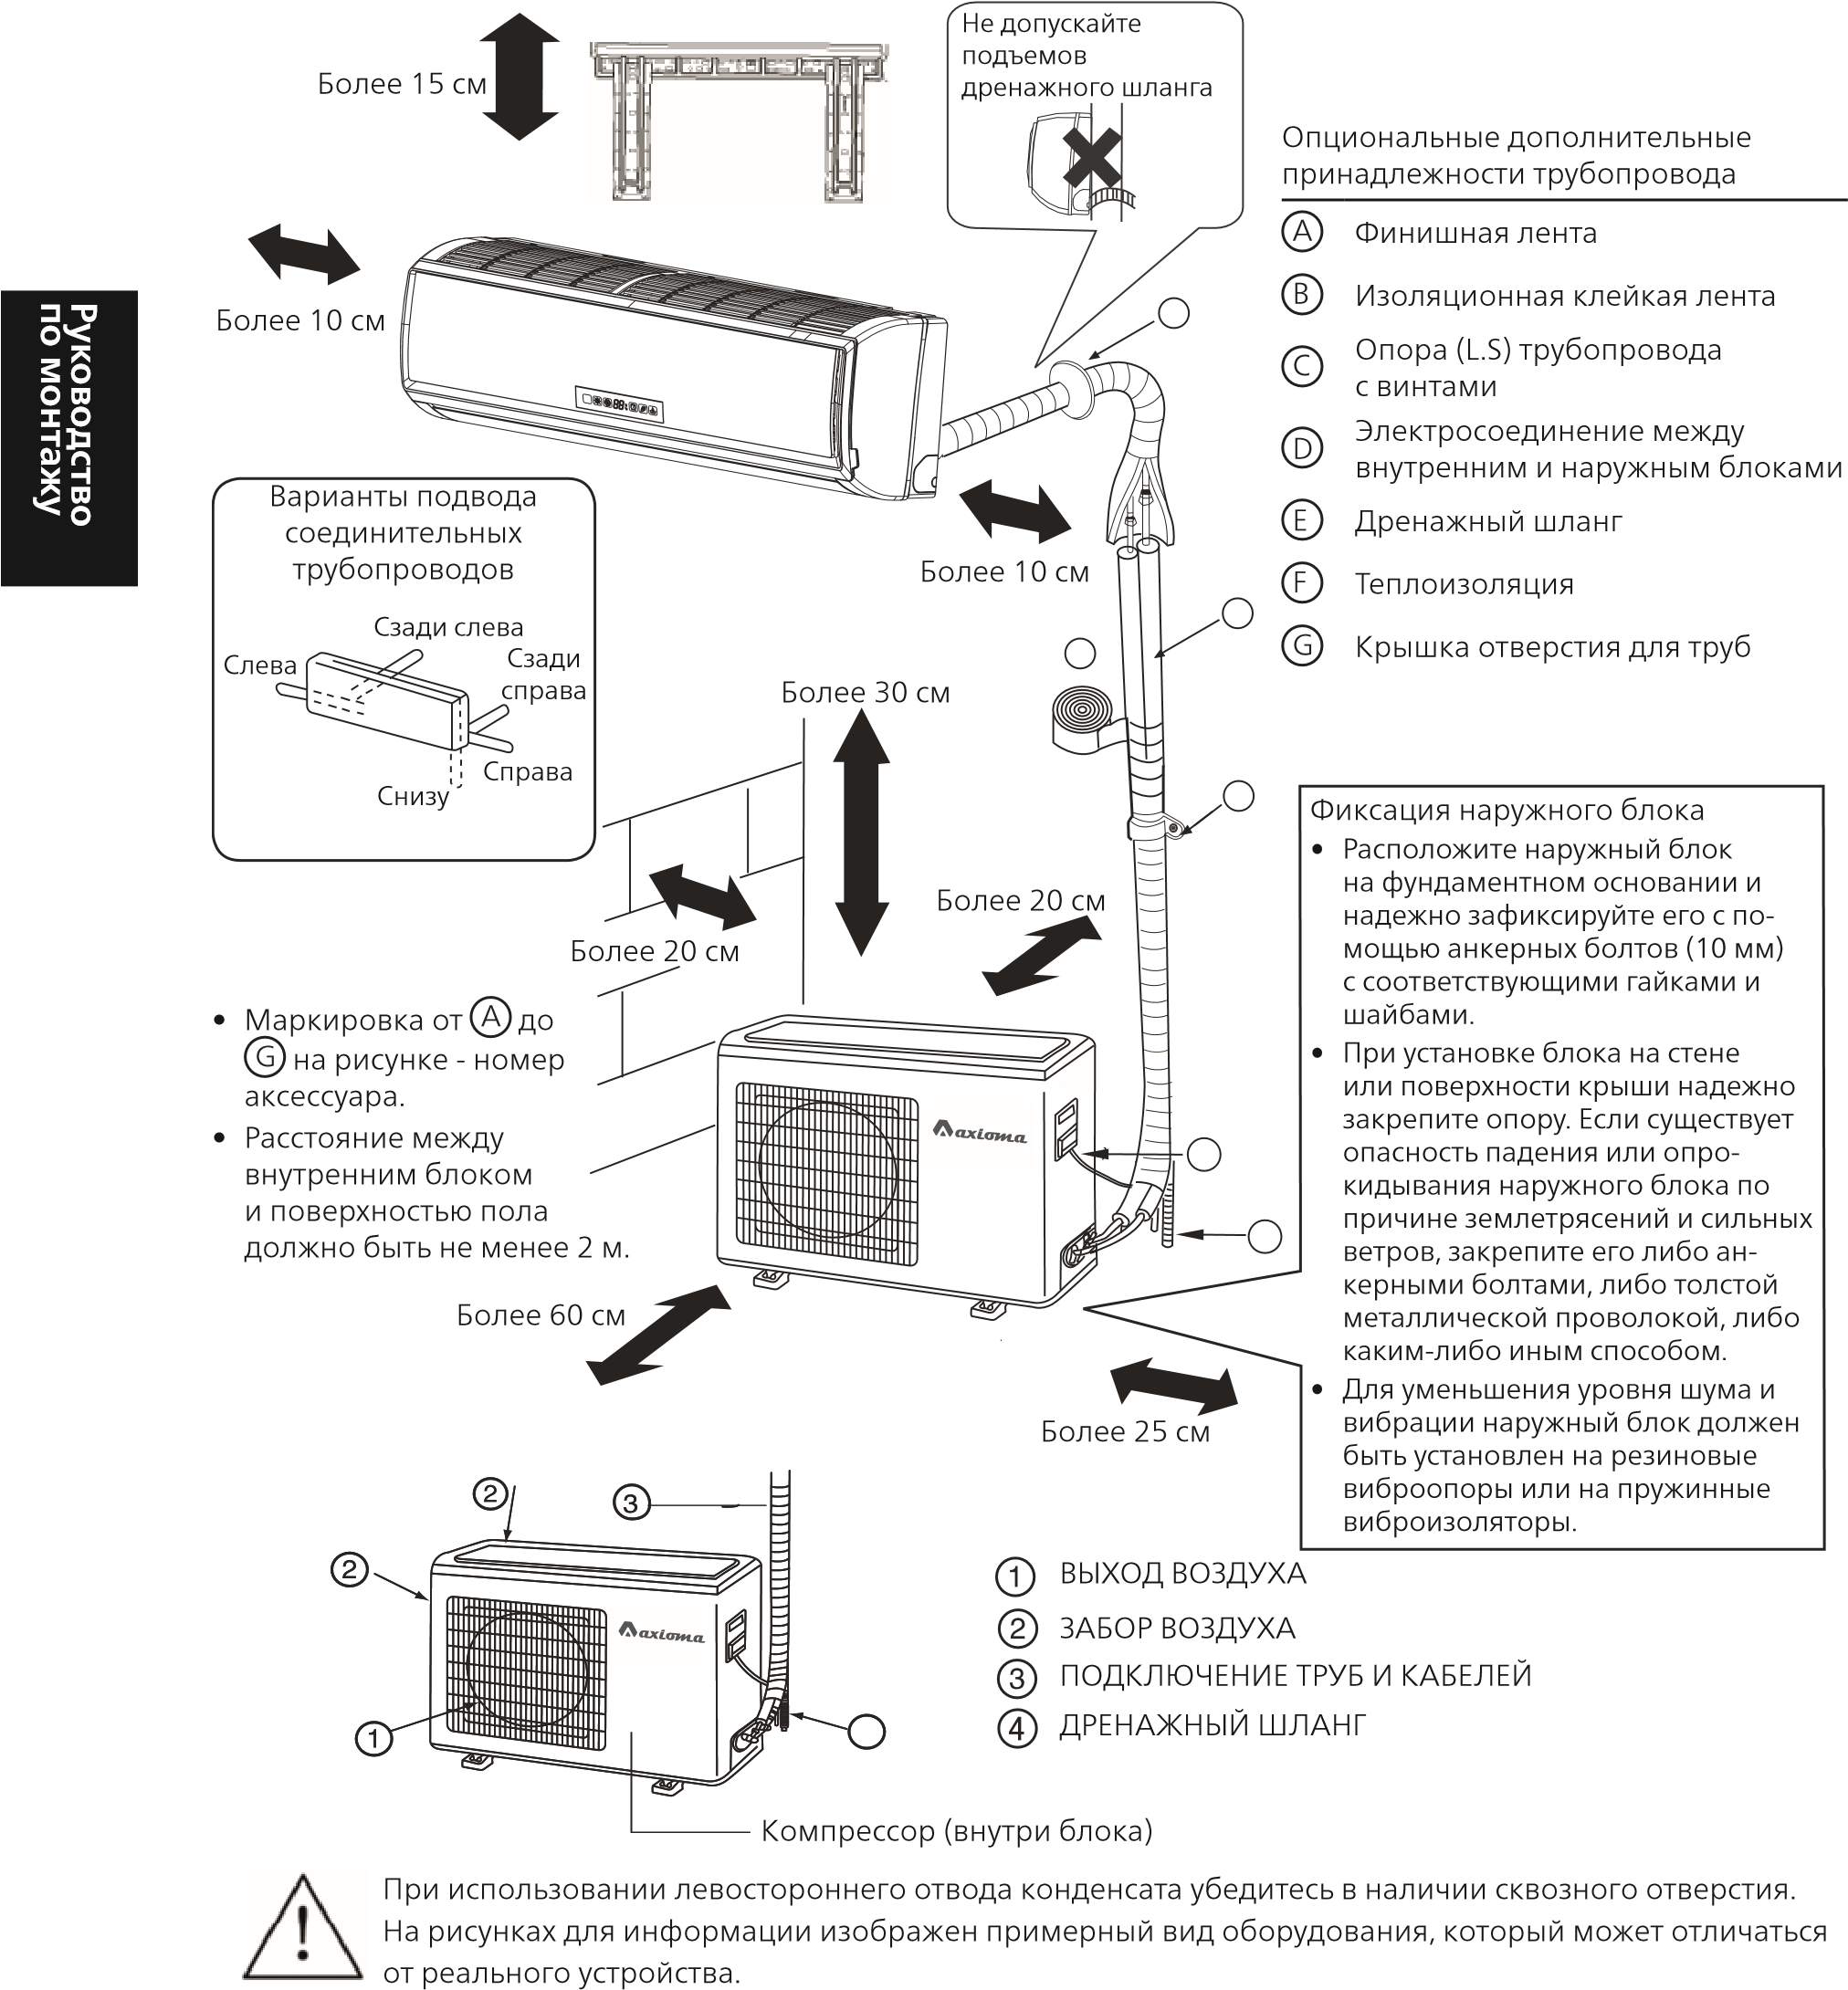 Руководство
по монтажу
Более 15 см
Не допускайте
подъемов
дренажного шланга
Более 10 см
Более 10 см
Опциональные дополнительные
принадлежности трубопровода
A Финишная лента
B Изоляционная клейкая лента
C Опора (L.S) трубопровода
с винтами
D Электросоединение между
внутренним и наружным блоками
E Дренажный шланг
F Теплоизоляция
G Крышка отверстия для труб
Варианты подвода
соединительных
трубопроводов
Сзади слева
Слева
Сзади
справа
Справа
Снизу
Более 30 см
Более 20 см
Более 20 см
• Маркировка от A до
G на рисунке - номер
аксессуара.
• Расстояние между
внутренним блоком
и поверхностью пола
должно быть не менее 2 м.
axioma
Более 60 см
Более 25 см
Фиксация наружного блока
• Расположите наружный блок
на фундаментном основании и
надежно зафиксируйте его с по-
мощью анкерных болтов (10 мм)
с соответствующими гайками и
шайбами.
• При установке блока на стене
или поверхности крыши надежно
закрепите опору. Если существует
опасность падения или опро-
кидывания наружного блока по
причине землетрясений и сильных
ветров, закрепите его либо ан-
керными болтами, либо толстой
металлической проволокой, либо
каким-либо иным способом.
• Для уменьшения уровня шума и
вибрации наружный блок должен
быть установлен на резиновые
виброопоры или на пружинные
виброизоляторы.
2
3
2
axioma
1
1 ВЫХОД ВОЗДУХА
2 ЗАБОР ВОЗДУХА
3 ПОДКЛЮЧЕНИЕ ТРУБ И КАБЕЛЕЙ
4 ДРЕНАЖНЫЙ ШЛАНГ
Компрессор (внутри блока)
При использовании левостороннего отвода конденсата убедитесь в наличии сквозного отверстия.
На рисунках для информации изображен примерный вид оборудования, который может отличаться
от реального устройства.